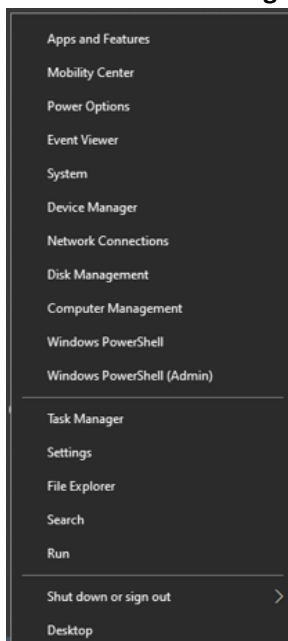 Apps and Features
Mobility Center
Power Options
Event Viewer
System
Device Manager
Network Connections
Disk Management
Computer Management
Windows PowerShell
Windows PowerShell (Admin)
Task Manager
Settings
File Explorer
Search
Run
Shut down or sign out
Desktop